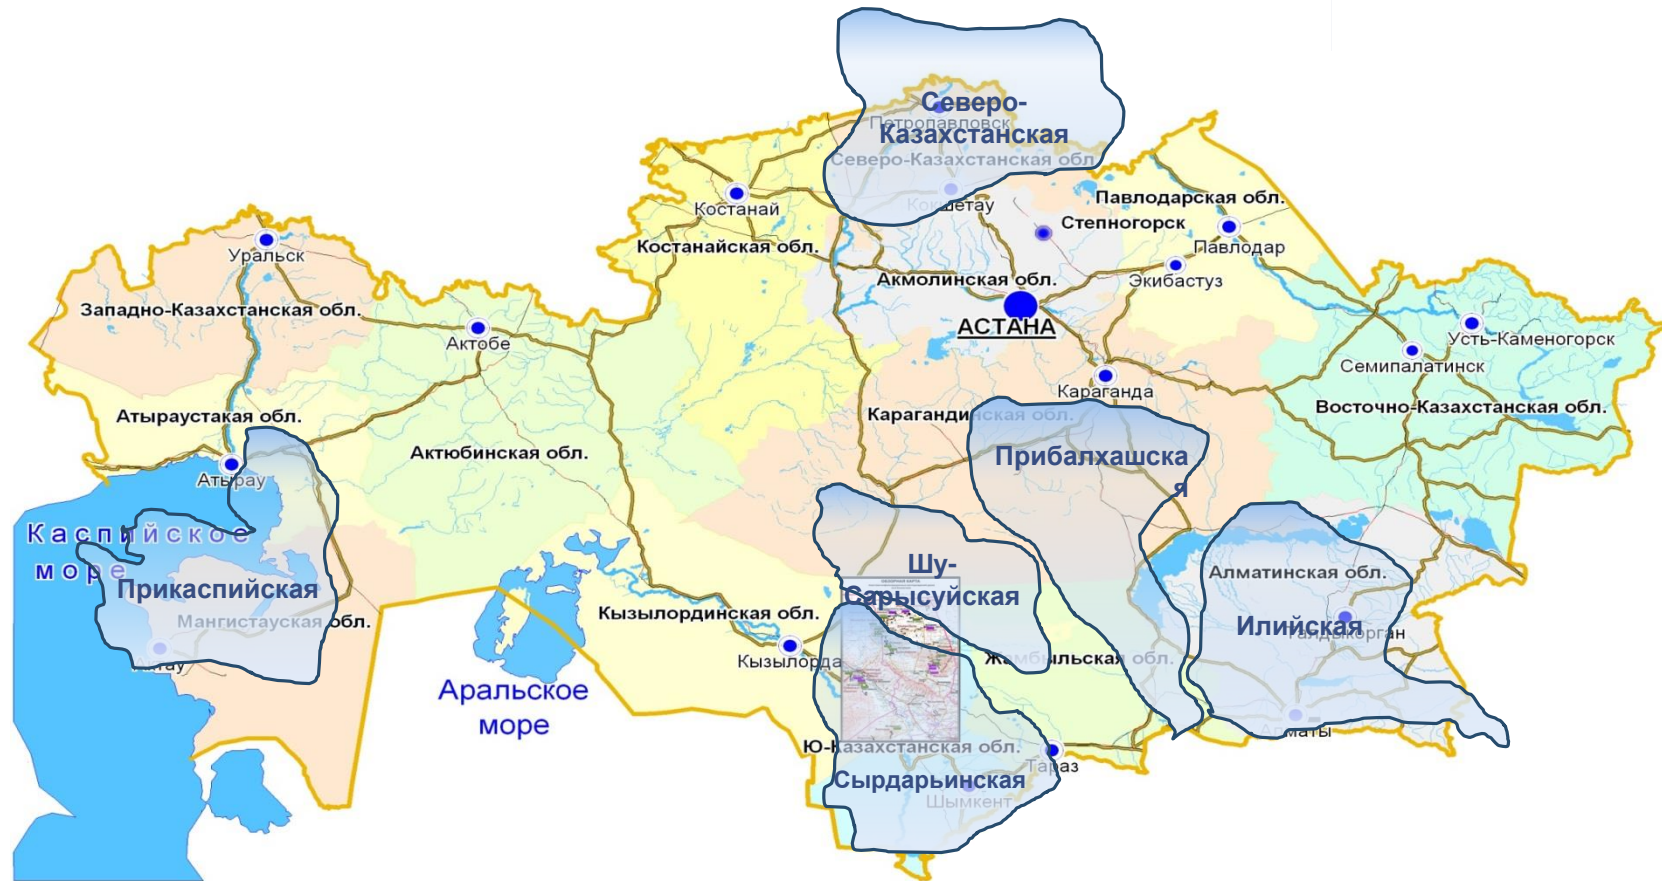 Северо-
Казахстанская
Петропавловск
Северо-Казахстанская обл.
Кокшетау
Костанай
Костанайская обл.
Павлодарская обл.
Степногорск
Павлодар
Экибастуз
Уральск
Западно-Казахстанская обл.
Акмолинская обл.
АСТАНА
Актобе
Усть-Каменогорск
Семипалатинск
Караганда
Восточно-Казахстанская обл.
Атыраустакая обл.
Карагандинская обл.
Актюбинская обл.
Прибалхашска
я
Атырау
Каспийское
море
Прикаспийская
Мангистауская обл.
Шу-
Сарысуйская
Алматинская обл.
Илийская
Талдыкорган
Кызылординская обл.
Кызылорда
Жамбыльская обл.
Аральское
море
Алматы
Ю-Казахстанская обл.
Тараз
Сырдарьинская
Шымкент